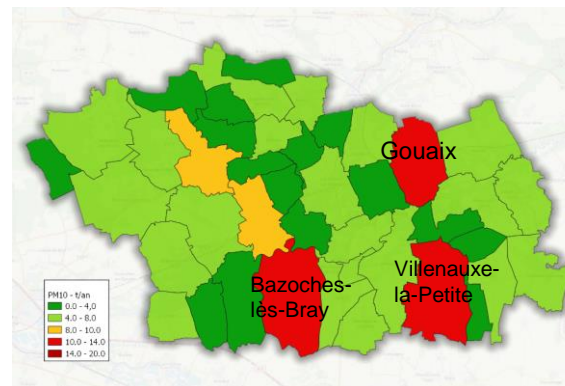 Gouaix
Bazoches-
lès-Bray
Villenauxe-
la-Petite
PM10 - t/an
0.0 - 4,0
4.0 - 8.0
8.0 - 10.0
10.0 - 14.0
14.0 - 20.0